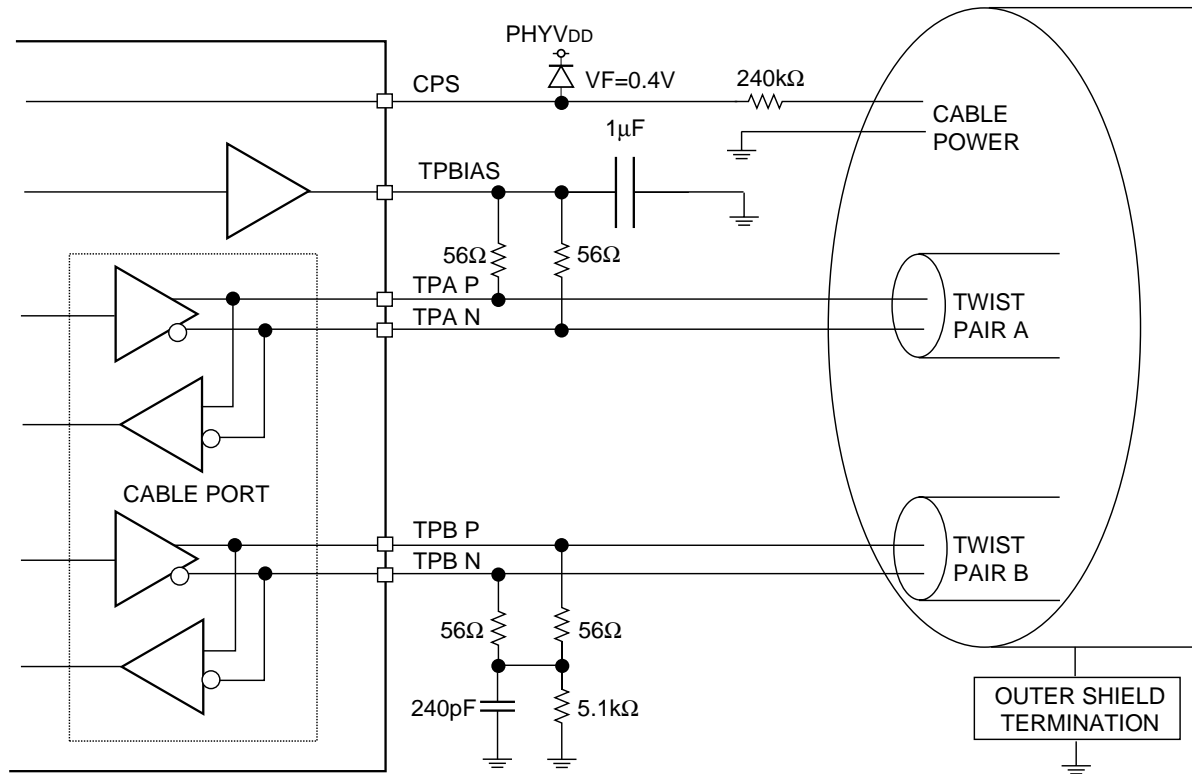 PHYVDD
CPS
VF=0.4V
240kΩ
CABLE
POWER
1μF
TPBIAS
56Ω
56Ω
TPA P
TPA N
TWIST
PAIR A
CABLE PORT
TPB P
TPB N
TWIST
PAIR B
56Ω
56Ω
240pF
5.1kΩ
OUTER SHIELD
TERMINATION